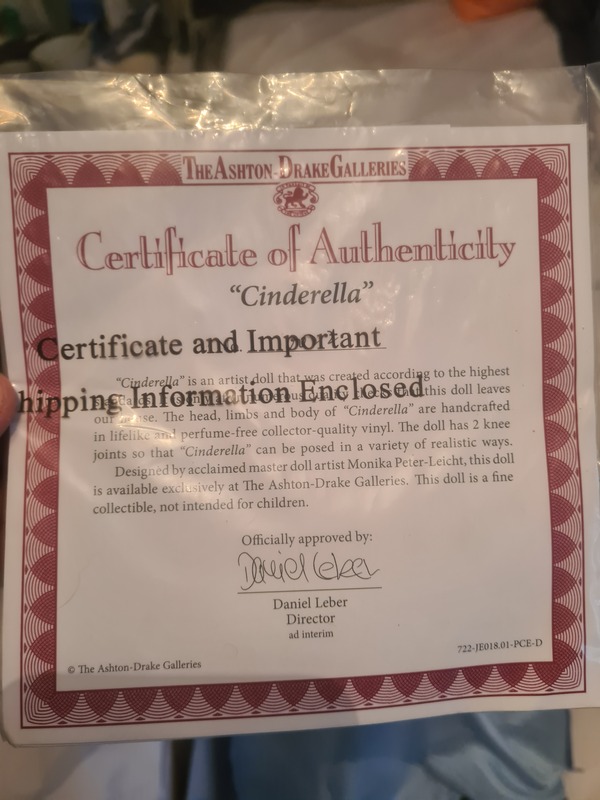 THE ASHTON-DRAKE GALLERIES
Certificate of Authenticity
"Cinderella"
Certificate and Important
hipping Information Enclosed
"Cinderella" is an artist doll that was created according to the highest
this doll leaves
our The head, limbs and body of "Cinderella" are handcrafted
in lifelike and perfume-free collector-quality vinyl. The doll has 2 knee
joints so that "Cinderella" can be posed in a variety of realistic ways.
Designed by acclaimed master doll artist Monika Peter-Leicht, this doll
is available exclusively at The Ashton-Drake Galleries. This doll is a fine
collectible, not intended for children.
Officially approved by:
Daniel Leber
Daniel Leber
Director
ad interim
722-JE018.01-PCE-D
© The Ashton-Drake Galleries